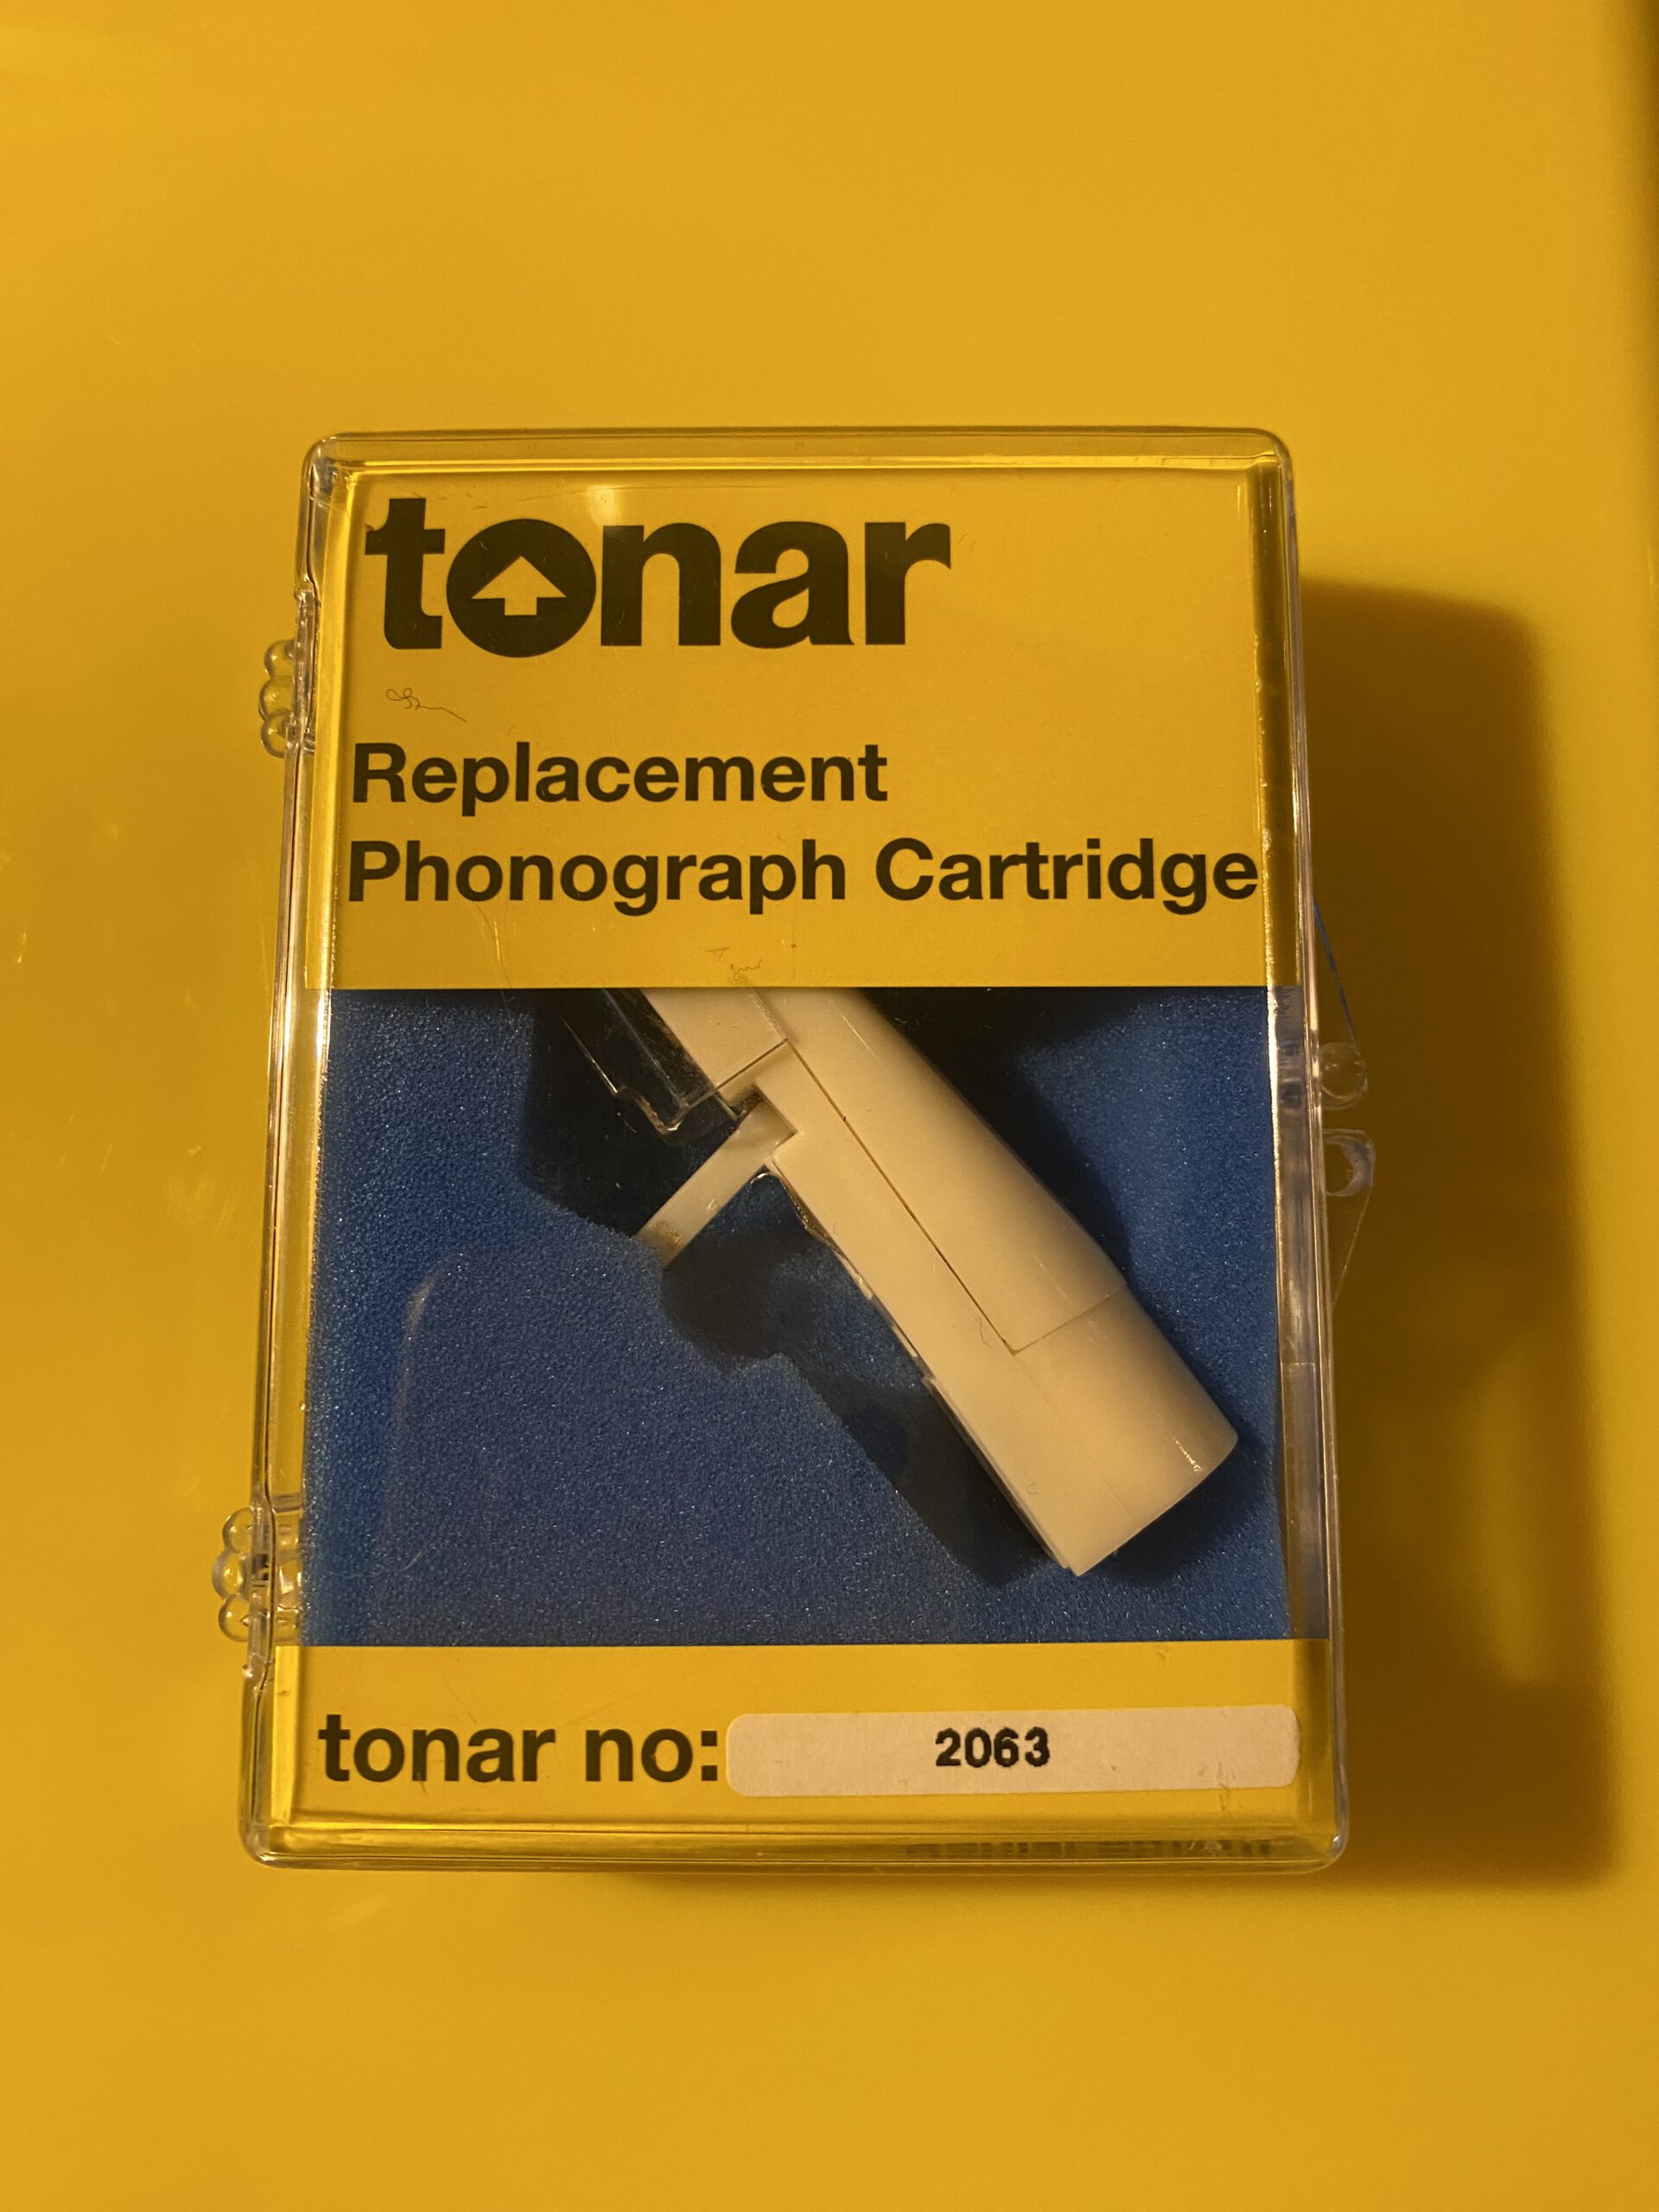 tonar
Replacement
Phonograph Cartridge
tonar no: 2063